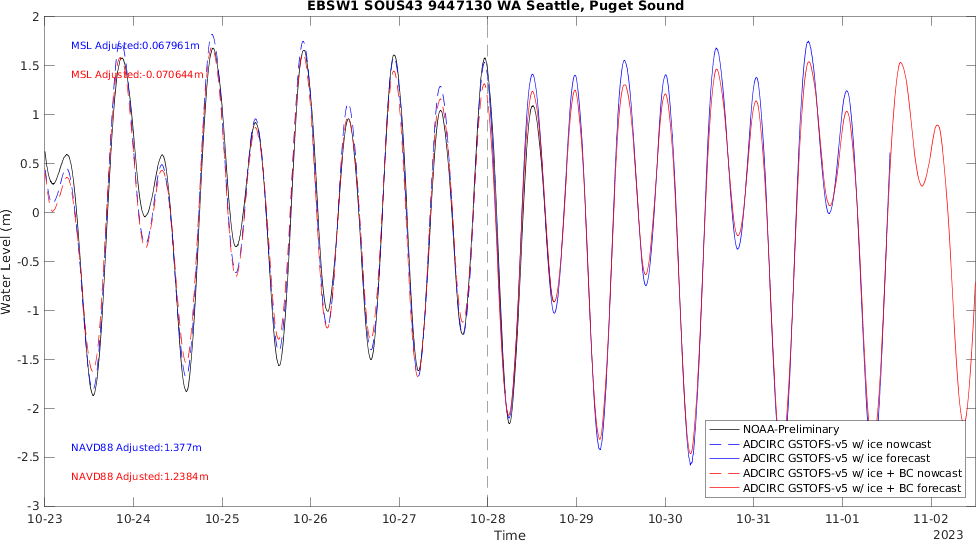 EBSW1 SOUS43 9447130 WA Seattle, Puget Sound
2
1.5
1
0.5
0
-0.5
-1
-1.5
-2
-2.5
-3
Water Level (m)
MSL Adjusted:0.067961m
MSL Adjusted:-0.070644m
NAVD88 Adjusted:1.377m
NAVD88 Adjusted:1.2384m
NOAA-Preliminary
ADCIRC GSTOFS-v5 w/ ice nowcast
ADCIRC GSTOFS-v5 w/ ice forecast
ADCIRC GSTOFS-v5 w/ ice + BC nowcast
ADCIRC GSTOFS-v5 w/ ice + BC forecast
10-23 10-24 10-25 10-26 10-27 10-28 10-29 10-30 10-31 11-01 11-02
Time
2023